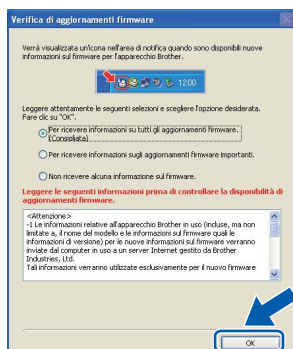 Verifica di aggiornamenti firmware
Verrà visualizzata un'icona nell'area di notifica quando sono disponibili nuove
informazioni sul firmware per l'apparecchio Brother.
12:00
Leggere attentamente le seguenti selezioni e scegliere l'opzione desiderata.
Fare clic su "OK".
Per ricevere informazioni su tutti gli aggiornamenti firmware.
(Consigliata)
Per ricevere informazioni sugli aggiornamenti firmware importanti.
Non ricevere alcuna informazione sul firmware.
Leggere le seguenti informazioni prima di controllare la disponibilità di
aggiornamenti firmware.
<Attenzione>
-1 Le informazioni relative all'apparecchio Brother in uso (incluse, ma non
limitate a, il nome del modello e le informazioni sul firmware quali le
informazioni di versione) per le nuove informazioni sul firmware verranno
inviate dal computer in uso a un server Internet gestito da Brother
Industries, Ltd.
Tali informazioni verranno utilizzate esclusivamente per il nuovo firmware
OK